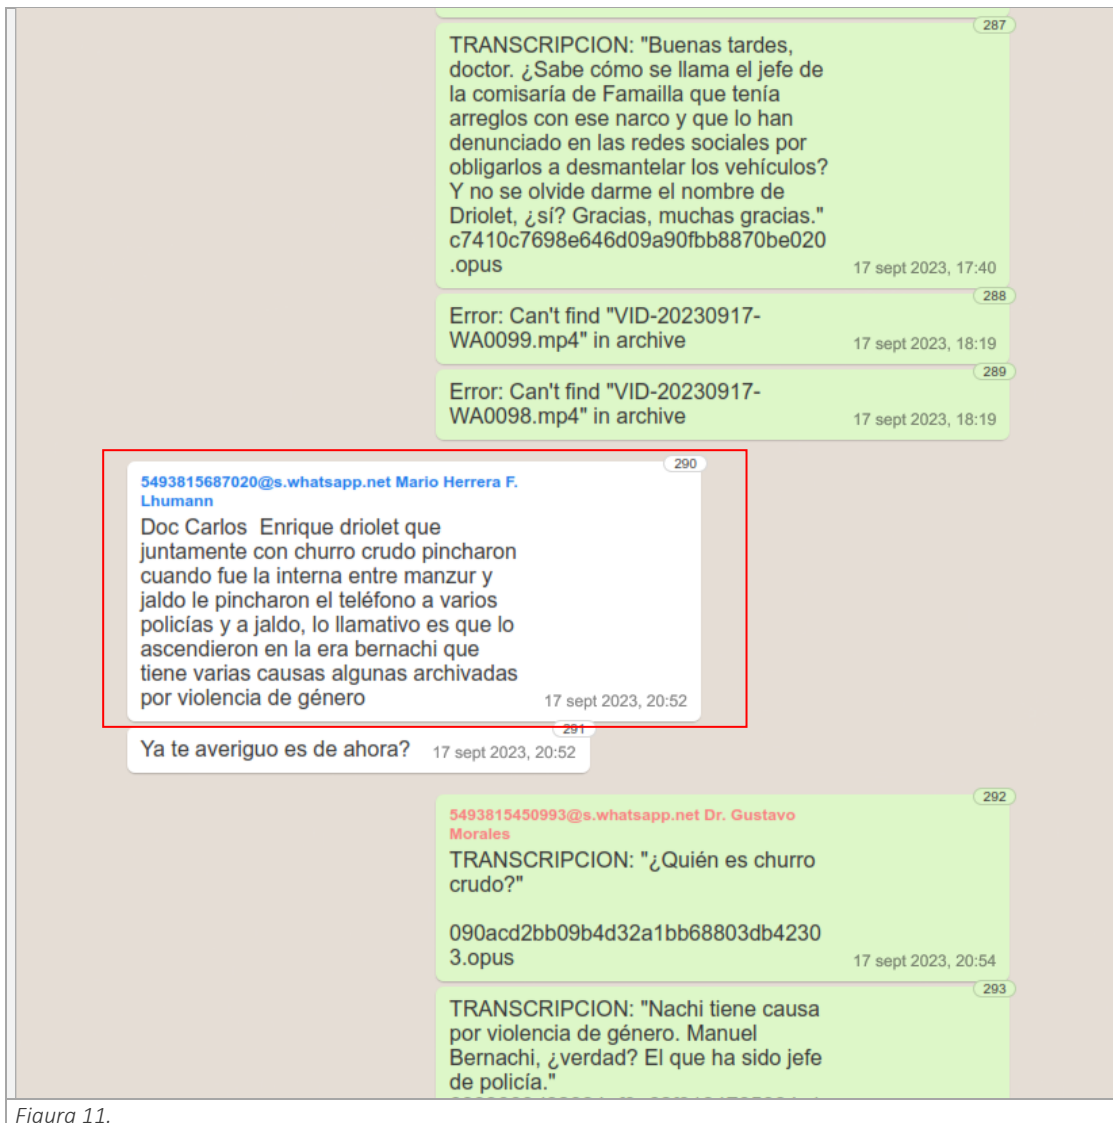 287
TRANSCRIPCION: "Buenas tardes,
doctor. ¿Sabe cómo se llama el jefe de
la comisaría de Famailla que tenía
arreglos con ese narco y que lo han
denunciado en las redes sociales por
obligarlos a desmantelar los vehículos?
Y no se olvide darme el nombre de
Driolet, ¿sí? Gracias, muchas gracias."
c7410c7698e646d09a90fbb8870be020
.opus
17 sept 2023, 17:40
288
Error: Can't find "VID-20230917-
WA0099.mp4" in archive
17 sept 2023, 18:19
289
Error: Can't find "VID-20230917-
WA0098.mp4" in archive
17 sept 2023, 18:19
290
5493815687020@s.whatsapp.net Mario Herrera F.
Lhumann
Doc Carlos  Enrique driolet que
juntamente con churro crudo pincharon
cuando fue la interna entre manzur y
jaldo le pincharon el teléfono a varios
policías y a jaldo, lo llamativo es que lo
ascendieron en la era bernachi que
tiene varias causas algunas archivadas
por violencia de género
17 sept 2023, 20:52
291
Ya te averiguo es de ahora? 17 sept 2023, 20:52
292
5493815450993@s.whatsapp.net Dr. Gustavo
Morales
TRANSCRIPCION: "¿Quién es churro
crudo?"
090acd2bb09b4d32a1bb68803db4230
3.opus
17 sept 2023, 20:54
293
TRANSCRIPCION: "Nachi tiene causa
por violencia de género. Manuel
Bernachi, ¿verdad? El que ha sido jefe
de policía."
Figura 11.